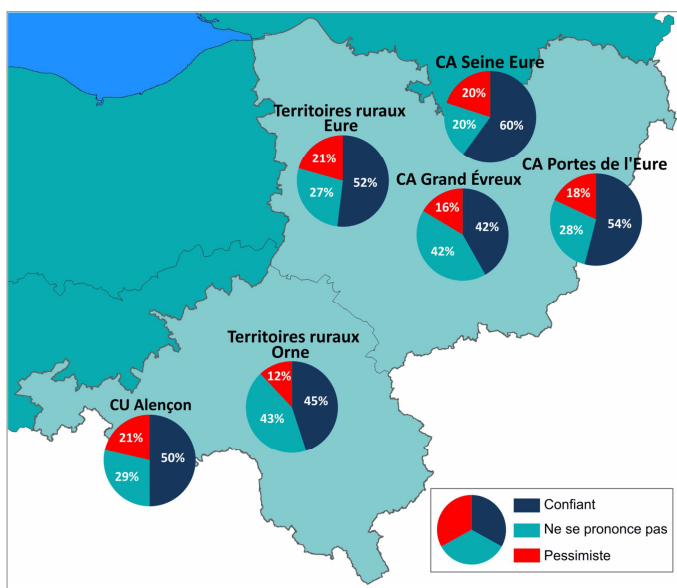 CA Seine Eure
20%
20%
60%
Territoires ruraux
Eure
21%
27%
52%
CA Portes de l'Eure
18%
28%
54%
CA Grand Évreux
16%
42%
42%
Territoires ruraux
Orne
12%
43%
45%
CU Alençon
21%
29%
50%
Confiant
Ne se prononce pas
Pessimiste